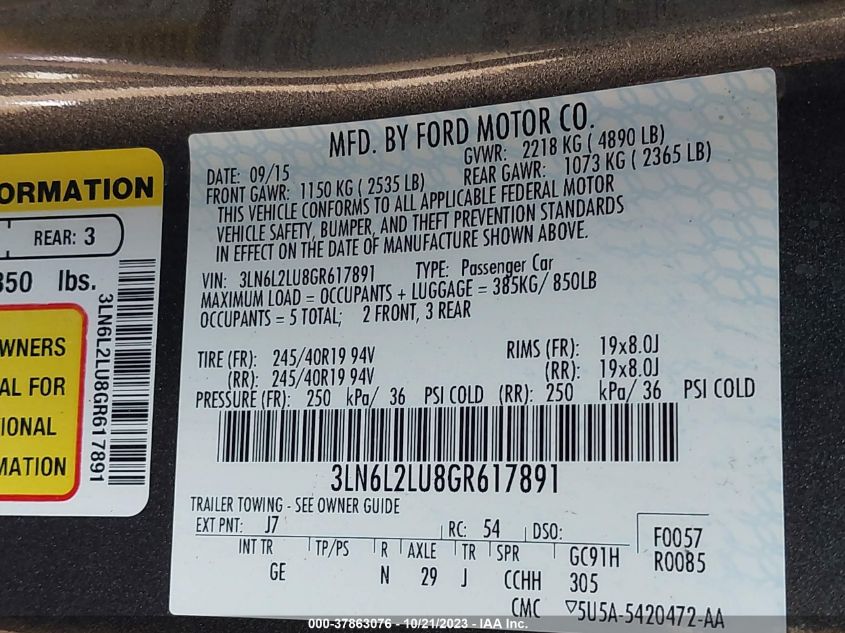 ORMATION
REAR: 3
850 lbs.
WNERS
AL FOR
IONAL
MATION
3LN6L2LU8GR617891
MFD. BY FORD MOTOR CO.
DATE: 09/15 GVWR: 2218 KG ( 4890 LB)
FRONT GAWR: 1150 KG ( 2535 LB) REAR GAWR: 1073 KG ( 2365 LB)
THIS VEHICLE CONFORMS TO ALL APPLICABLE FEDERAL MOTOR
VEHICLE SAFETY, BUMPER, AND THEFT PREVENTION STANDARDS
IN EFFECT ON THE DATE OF MANUFACTURE SHOWN ABOVE.
VIN: 3LN6L2LU8GR617891 TYPE: Passenger Car
MAXIMUM LOAD = OCCUPANTS + LUGGAGE = 385KG/ 850LB
OCCUPANTS = 5 TOTAL; 2 FRONT, 3 REAR
TIRE (FR): 245/40R19 94V RIMS (FR): 19x8.0J
(RR): 245/40R19 94V (RR): 19x8.0J
PRESSURE (FR): 250 kPa/ 36 PSI COLD (RR): 250 kPa/ 36 PSI COLD
3LN6L2LU8GR617891
TRAILER TOWING - SEE OWNER GUIDE
EXT PNT: J7 RC: 54 DSO: F0057
R0085
INT TR TP/PS R AXLE TR SPR GC91H
GE N 29 J CCHH 305
CMC ▽5U5A-5420472-AA
37863076 - 10/21/2023 - IAA Inc.